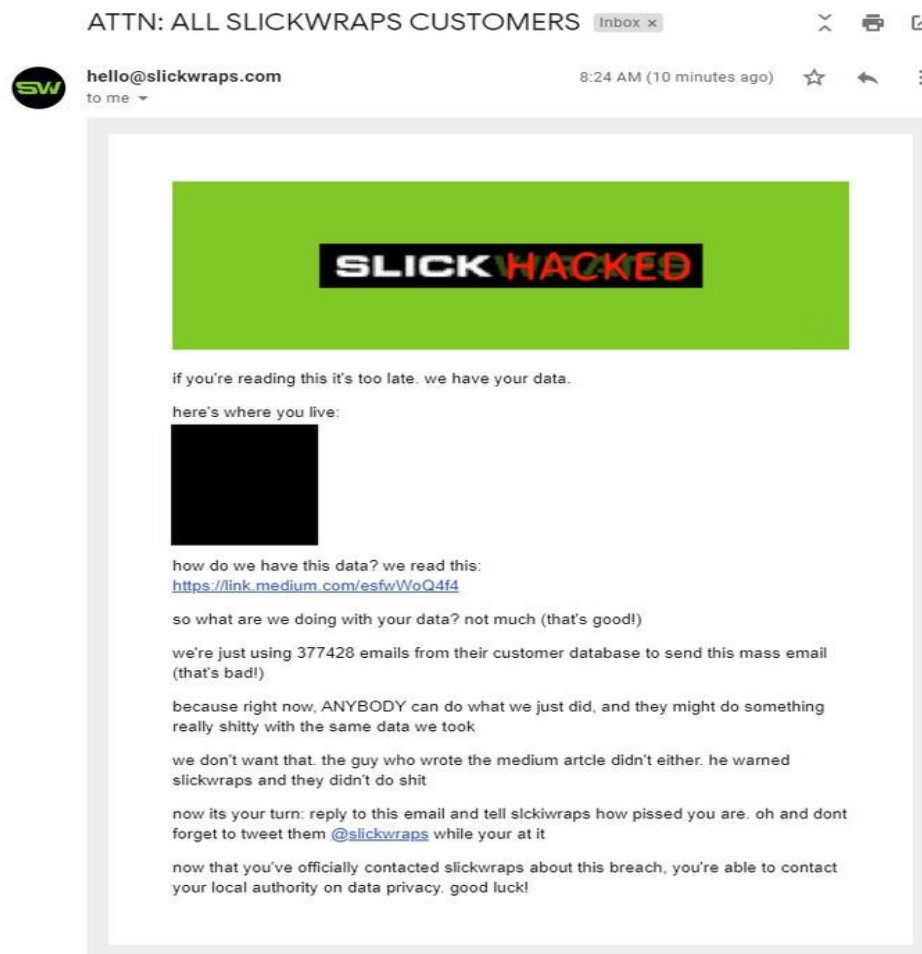 ATTN: ALL SLICKWRAPS CUSTOMERS Inbox x
SW
hello@slickwraps.com 8:24 AM (10 minutes ago)
to me
SLICK HACKED
if you're reading this it's too late. we have your data.
here's where you live:
how do we have this data? we read this:
https://link.medium.com/esfwWoQ4f4
so what are we doing with your data? not much (that's good!)
we're just using 377428 emails from their customer database to send this mass email
(that's bad!)
because right now, ANYBODY can do what we just did, and they might do something
really shitty with the same data we took
we don't want that. the guy who wrote the medium artcle didn't either. he warned
slickwraps and they didn't do shit
now its your turn: reply to this email and tell slckiwraps how pissed you are. oh and dont
forget to tweet them @slickwraps while your at it
now that you've officially contacted slickwraps about this breach, you're able to contact
your local authority on data privacy. good luck!